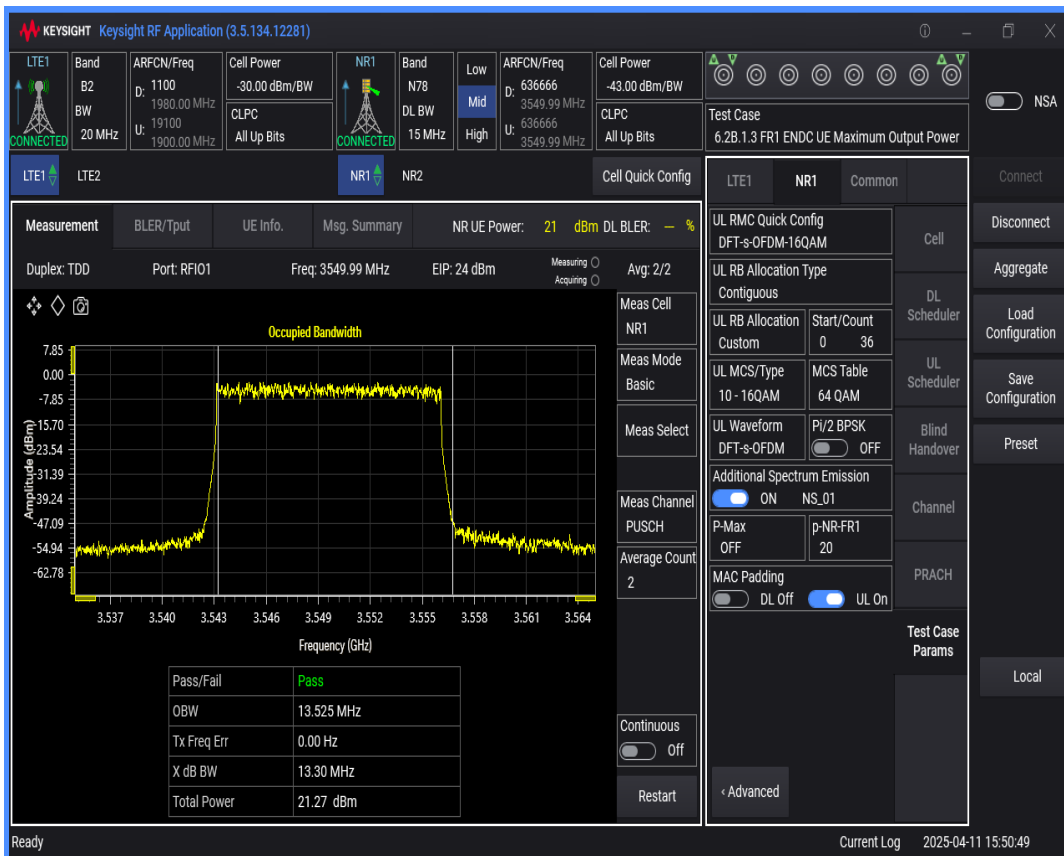 KEYSIGHT Keysight RF Application (3.5.134.12281)
LTE1
CONNECTED
Band
B2
BW
20 MHz
ARFCN/Freq
D: 1100
1980.00 MHz
U: 19100
1900.00 MHz
Cell Power
-30.00 dBm/BW
CLPC
All Up Bits
NR1
CONNECTED
Band
N78
DL BW
15 MHz
Low
Mid
High
ARFCN/Freq
D: 636666
3549.99 MHz
U: 636666
3549.99 MHz
Cell Power
-43.00 dBm/BW
CLPC
All Up Bits
Test Case
6.2B.1.3 FR1 ENDC UE Maximum Output Power
NSA
LTE1 LTE2 NR1 NR2 Cell Quick Config
Measurement BLER/Tput UE Info. Msg. Summary NR UE Power: 21 dBm DL BLER: — %
Duplex: TDD Port: RFIO1 Freq: 3549.99 MHz EIP: 24 dBm Measuring Avg: 2/2
Acquiring
Occupied Bandwidth
Amplitude (dBm)
7.85
0.00
-7.85
-15.70
-23.54
-31.39
-39.24
-47.09
-54.94
-62.78
3.537 3.540 3.543 3.546 3.549 3.552 3.555 3.558 3.561 3.564
Frequency (GHz)
Pass/Fail Pass
OBW 13.525 MHz
Tx Freq Err 0.00 Hz
X dB BW 13.30 MHz
Total Power 21.27 dBm
Meas Cell
NR1
Meas Mode
Basic
Meas Select
Meas Channel
PUSCH
Average Count
2
Continuous
Off
Restart
LTE1 NR1 Common
UL RMC Quick Config
DFT-s-OFDM-16QAM
UL RB Allocation Type
Contiguous
UL RB Allocation Start/Count
Custom 0 36
UL MCS/Type MCS Table
10 - 16QAM 64 QAM
UL Waveform Pi/2 BPSK
DFT-s-OFDM OFF
Additional Spectrum Emission
ON NS_01
P-Max p-NR-FR1
OFF 20
MAC Padding
DL Off UL On
‹ Advanced
Cell
DL
Scheduler
UL
Scheduler
Blind
Handover
Channel
PRACH
Test Case
Params
Connect
Disconnect
Aggregate
Load
Configuration
Save
Configuration
Preset
Local
Ready Current Log 2025-04-11 15:50:49